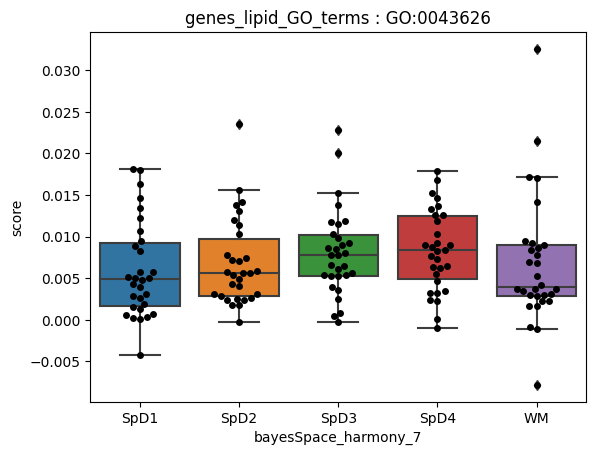 genes_lipid_GO_terms : GO:0043626
score
0.030
0.025
0.020
0.015
0.010
0.005
0.000
−0.005
SpD1 SpD2 SpD3 SpD4 WM
bayesSpace_harmony_7